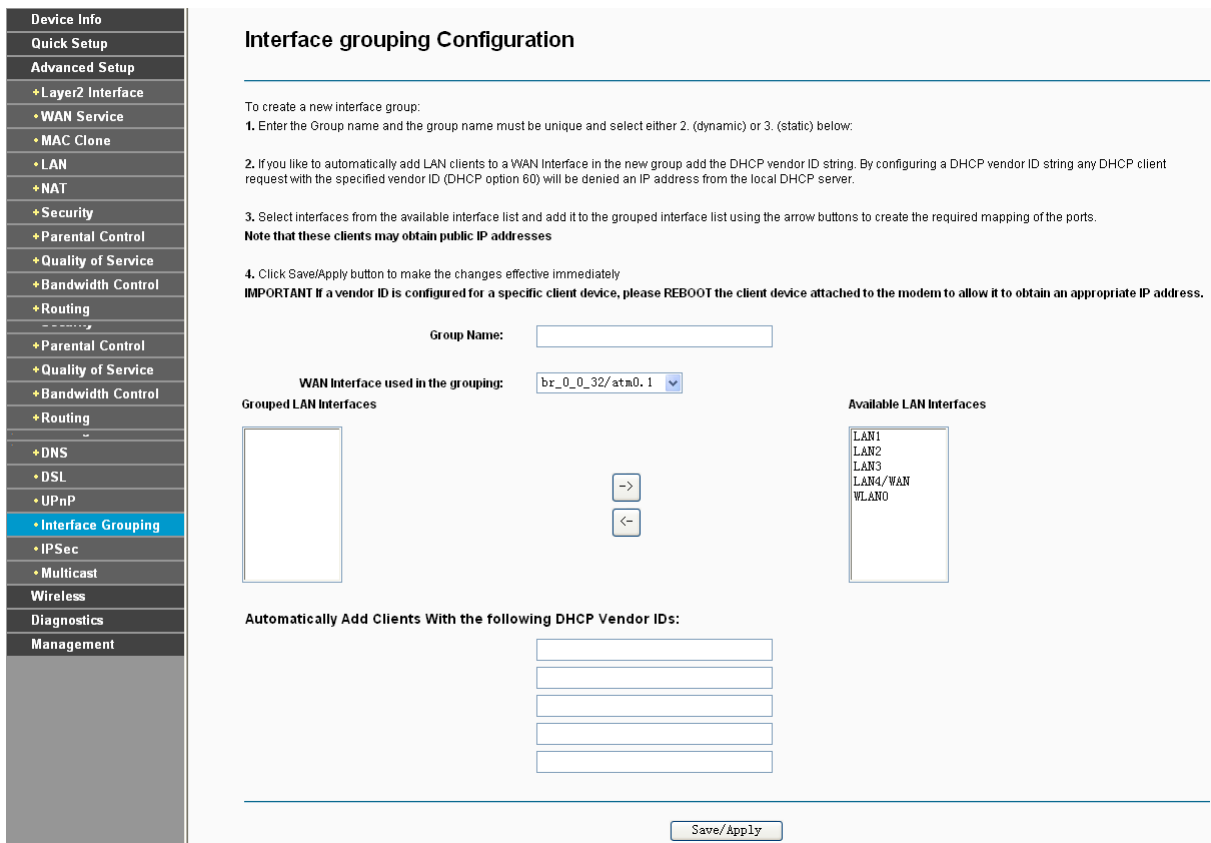 Device Info
Quick Setup
Advanced Setup
+Layer2 Interface
•WAN Service
•MAC Clone
•LAN
+NAT
+Security
+Parental Control
+Quality of Service
+Bandwidth Control
+Routing
+Parental Control
+Quality of Service
+Bandwidth Control
+Routing
+DNS
•DSL
•UPnP
•Interface Grouping
•IPSec
•Multicast
Wireless
Diagnostics
Management
Interface grouping Configuration
To create a new interface group:
1. Enter the Group name and the group name must be unique and select either 2. (dynamic) or 3. (static) below:
2. If you like to automatically add LAN clients to a WAN Interface in the new group add the DHCP vendor ID string. By configuring a DHCP vendor ID string any DHCP client
request with the specified vendor ID (DHCP option 60) will be denied an IP address from the local DHCP server.
3. Select interfaces from the available interface list and add it to the grouped interface list using the arrow buttons to create the required mapping of the ports.
Note that these clients may obtain public IP addresses
4. Click Save/Apply button to make the changes effective immediately
IMPORTANT If a vendor ID is configured for a specific client device, please REBOOT the client device attached to the modem to allow it to obtain an appropriate IP address.
Group Name:
WAN Interface used in the grouping: br_0_0_32/atm0.1
Grouped LAN Interfaces
Available LAN Interfaces
->
<-
LAN1
LAN2
LAN3
LAN4/WAN
WLAN0
Automatically Add Clients With the following DHCP Vendor IDs:
Save/Apply